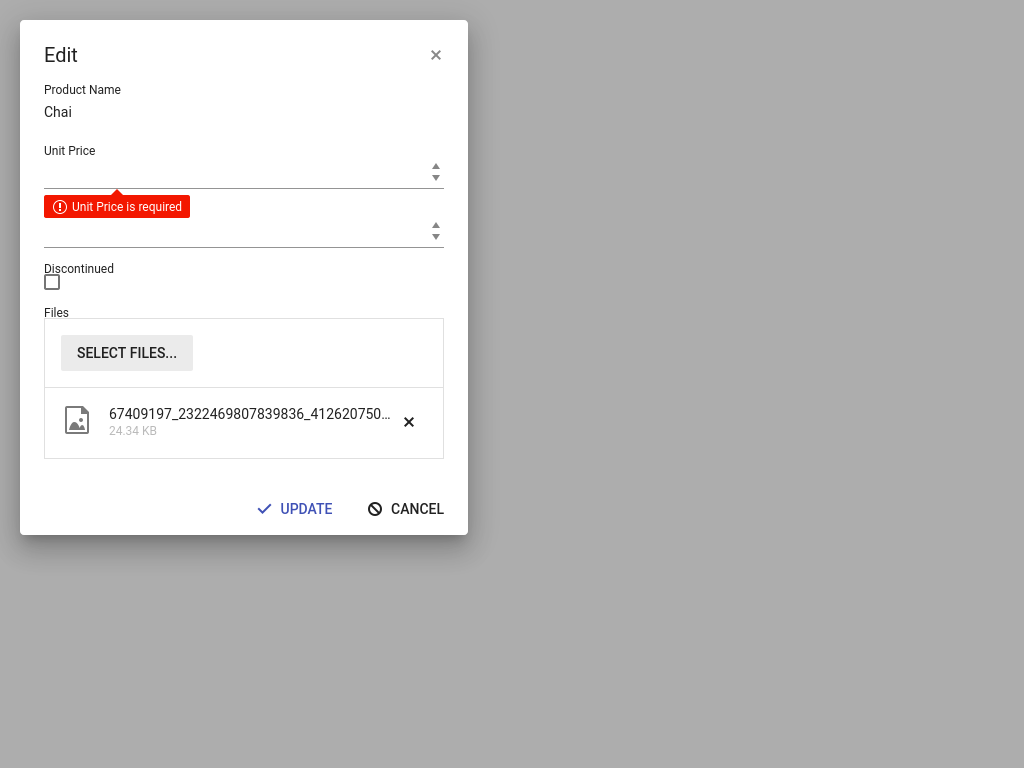 Edit
Product Name
Chai
Unit Price
Unit Price is required
Discontinued
Files
SELECT FILES...
67409197_2322469807839836_412620750...
24.34 KB
UPDATE
CANCEL